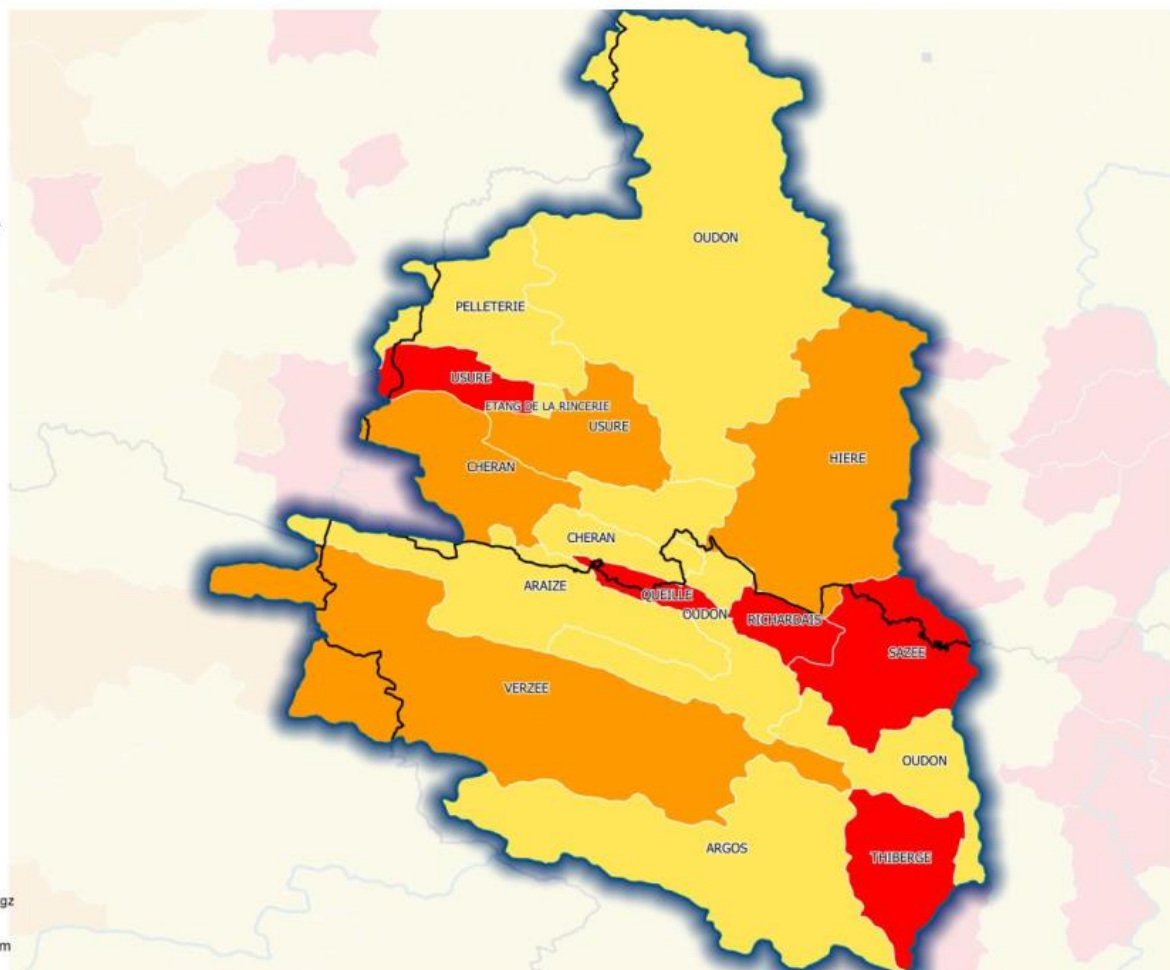 OUDON
PELLETERIE
USURE
ETANG DE LA RINCERIE
USURE
HIERE
CHERAN
CHERAN
ARAIZE
QUEILLE
OUDON
RICHARDAIS
SAZEE
VERZEE
OUDON
ARGOS
THIBERGE
gz
m